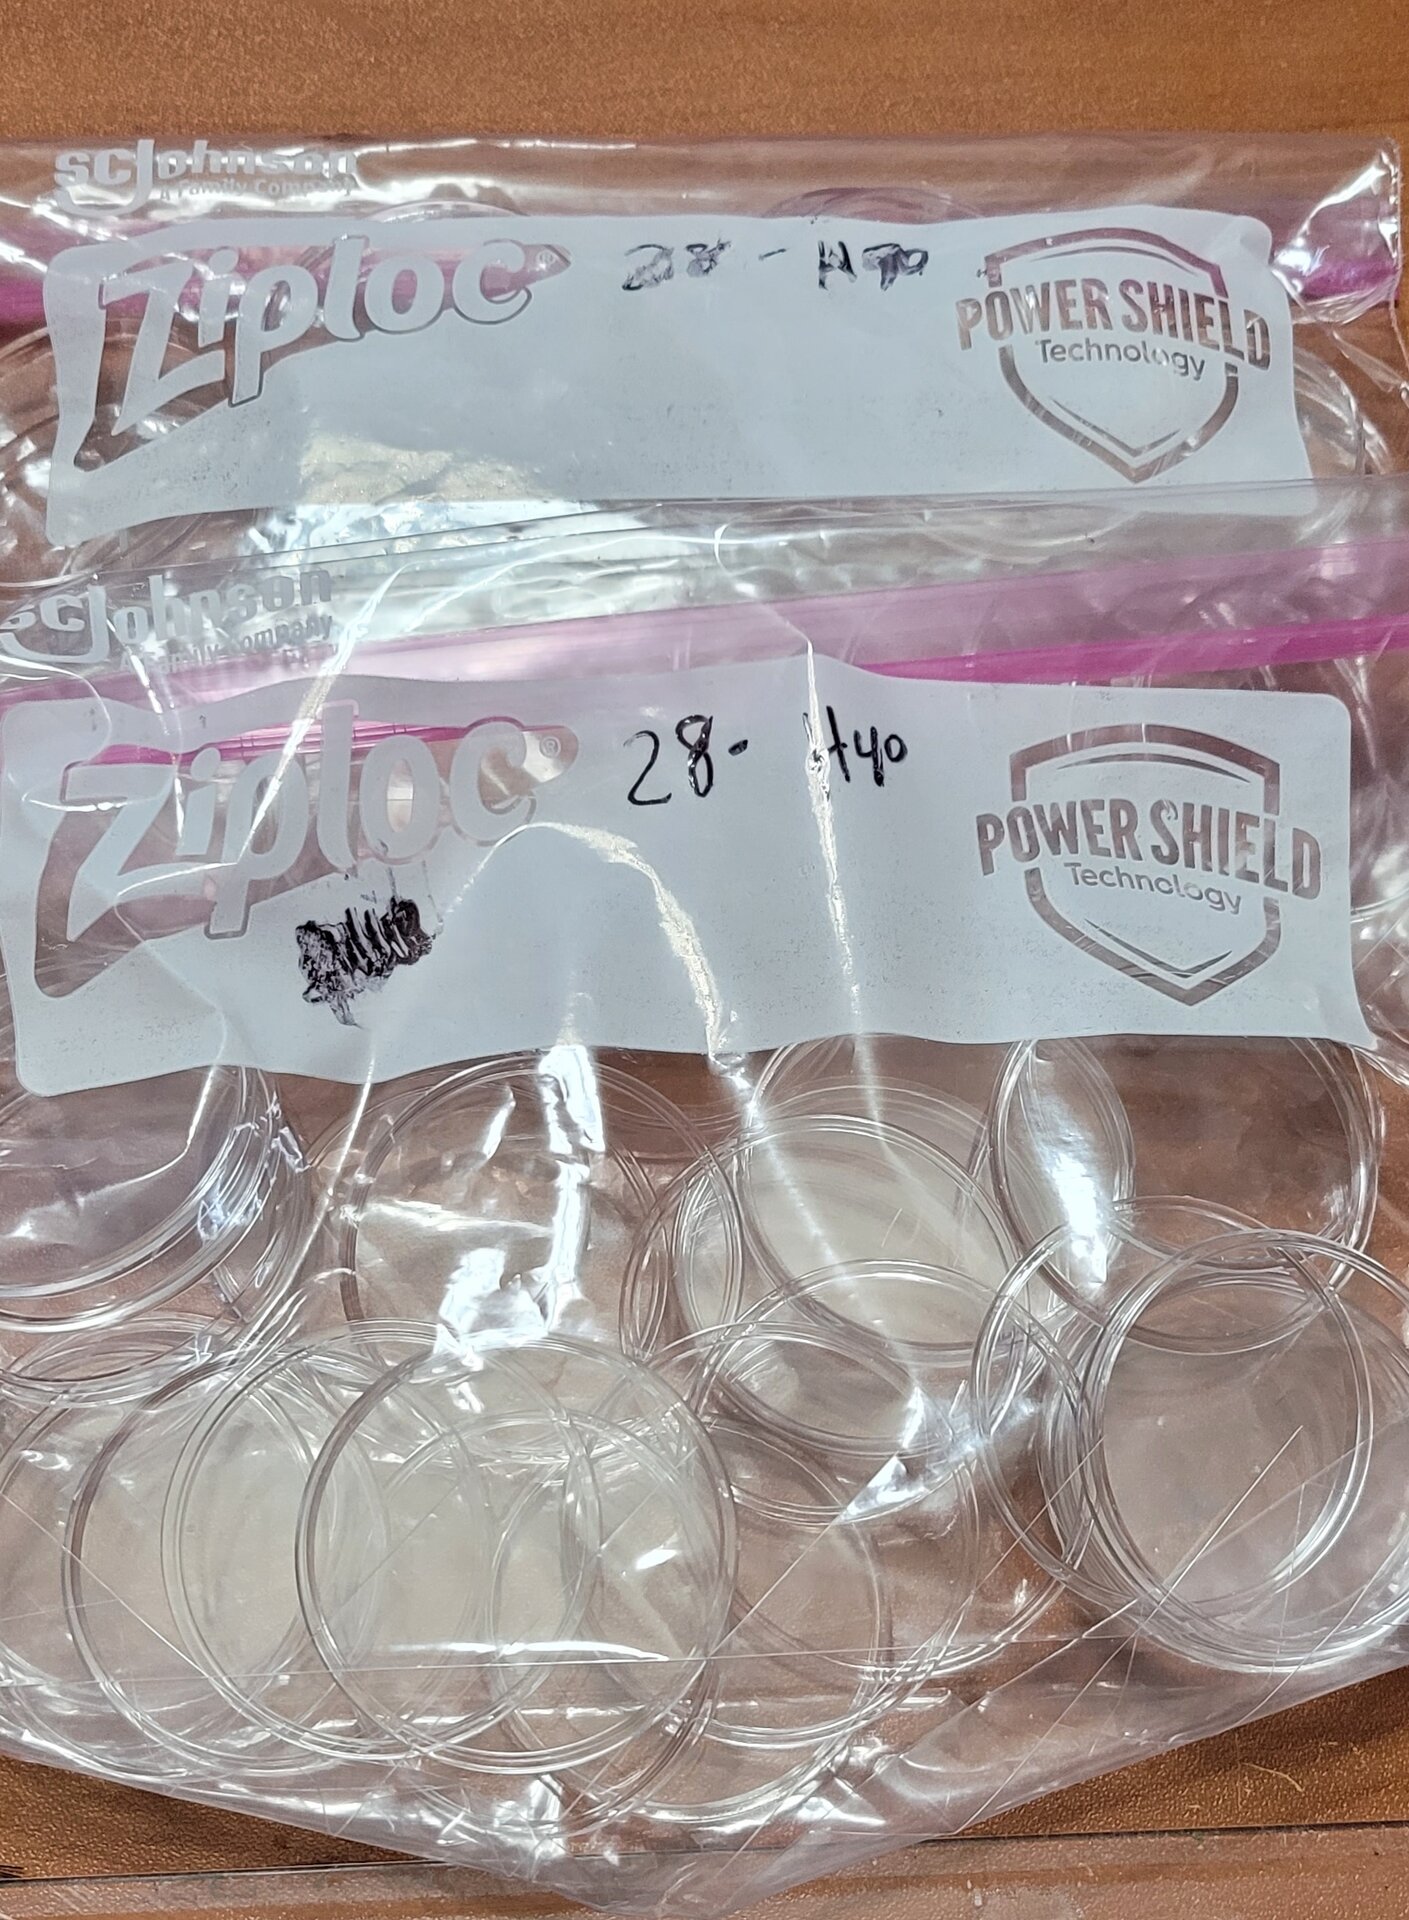 SC Johnson
A Family Company
Ziploc® 28 - H40
POWER SHIELD
Technology
SC Johnson
A Family Company
Ziploc® 28- H40
POWER SHIELD
Technology